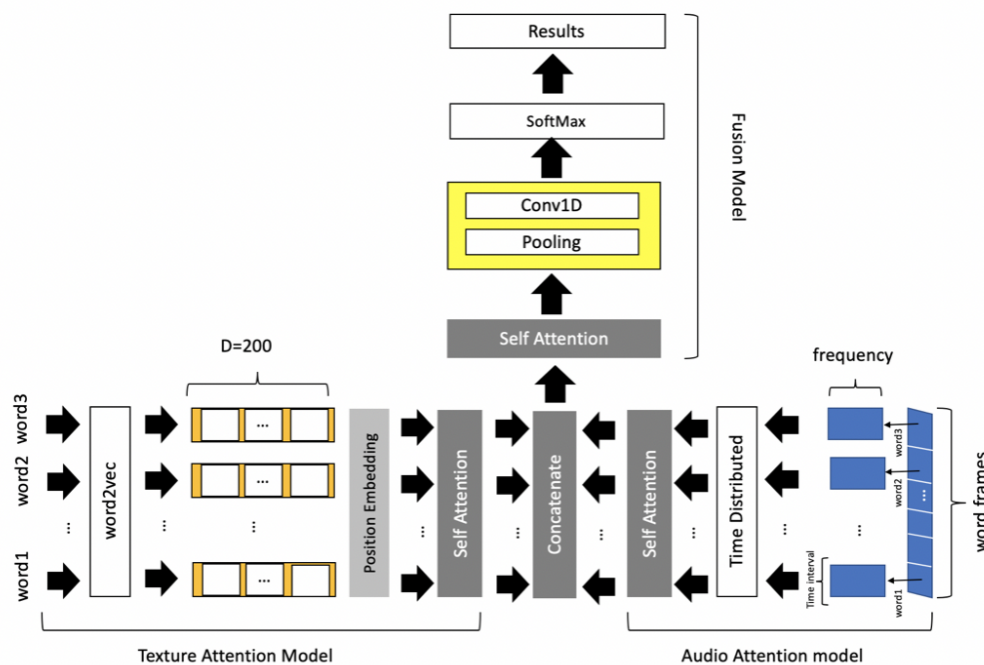 Results
SoftMax
Conv1D
Pooling
Self Attention
Fusion Model
D=200
frequency
word3
word2
...
word1
word2vec
...
...
...
...
...
...
Position Embedding
...
Self Attention
...
Concatenate
...
Self Attention
...
Time Distributed
...
...
Time interval
word3
word2
word1
...
word frames
Texture Attention Model
Audio Attention model